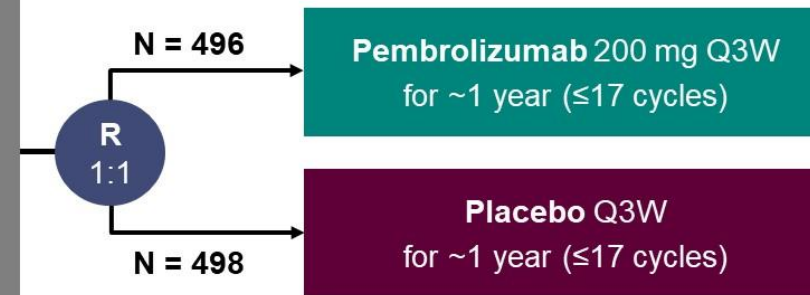 N = 496
Pembrolizumab 200 mg Q3W
for ~1 year (≤17 cycles)
R
1:1
Placebo Q3W
for ~1 year (≤17 cycles)
N = 498